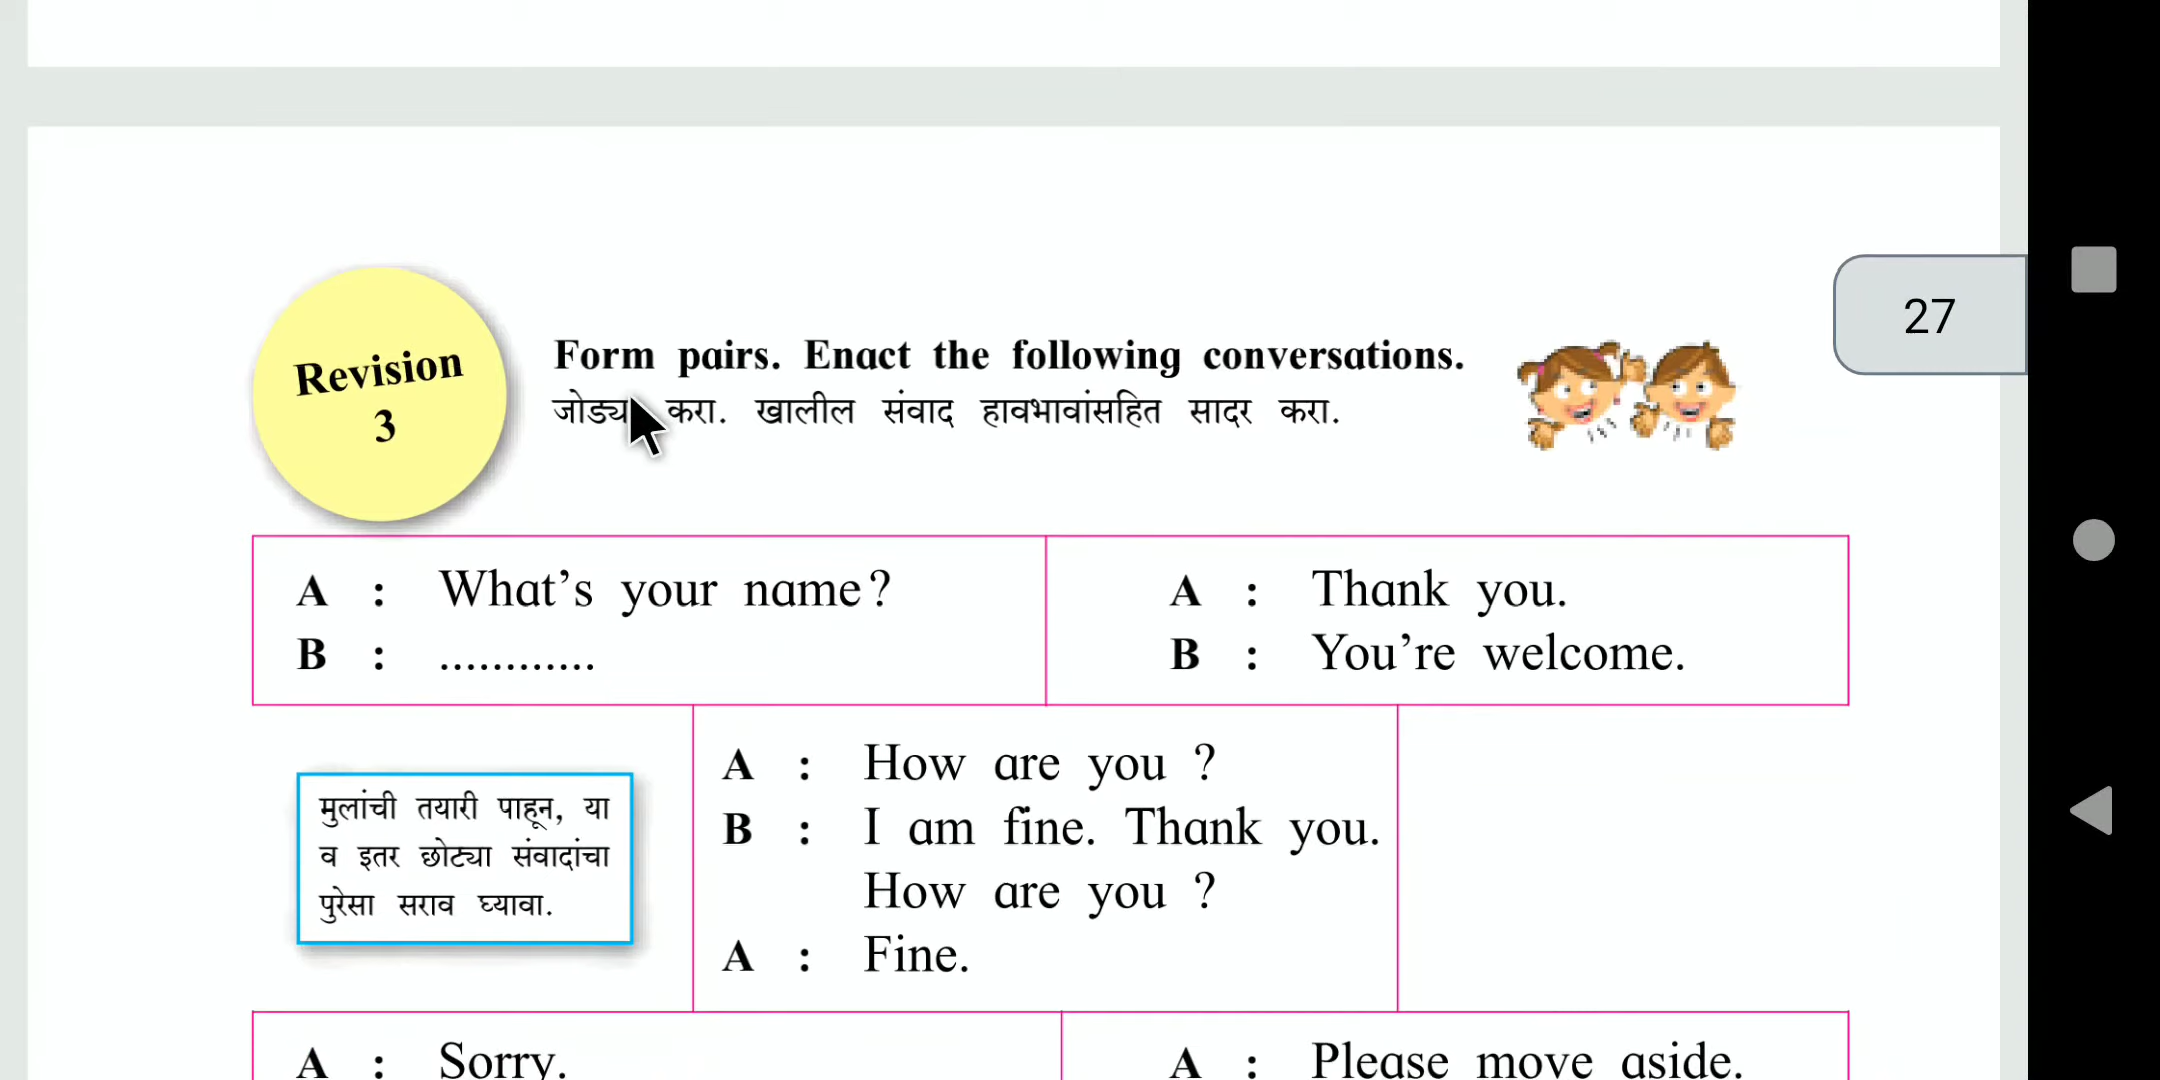 Revision
3
Form pairs. Enact the following conversations.
करा. खालील संवाद हावभावांसहित सादर करा.
27
A : What’s your name?
B : ............
A : Thank you.
B : You’re welcome.
मुलांची तयारी पाहून, या
व इतर छोट्या संवादांचा
पुरेसा सराव घ्यावा.
A : How are you ?
B : I am fine. Thank you.
How are you ?
A : Fine.
A : Sorry.
A : Please move aside.